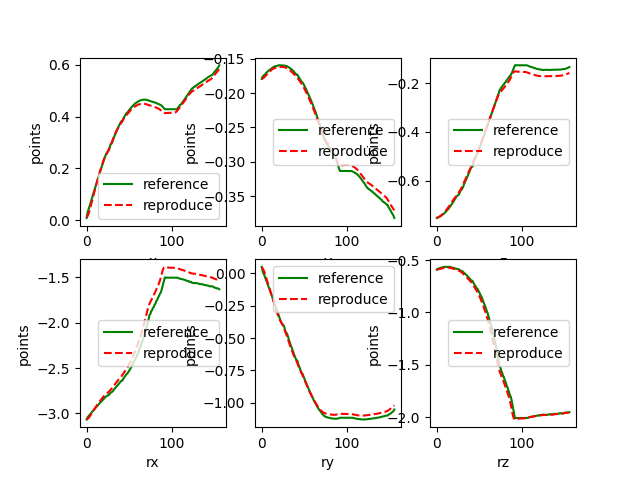 0.6
0.4
0.2
0.0
points
reference
reproduce
0
100
−0.15
−0.20
−0.25
−0.30
−0.35
points
reference
reproduce
0
100
−0.2
−0.4
−0.6
points
reference
reproduce
0
100
−1.5
−2.0
−2.5
−3.0
points
reference
reproduce
0
100
rx
0.00
−0.25
−0.50
−0.75
−1.00
points
reference
reproduce
0
100
ry
−0.5
−1.0
−1.5
−2.0
points
reference
reproduce
0
100
rz